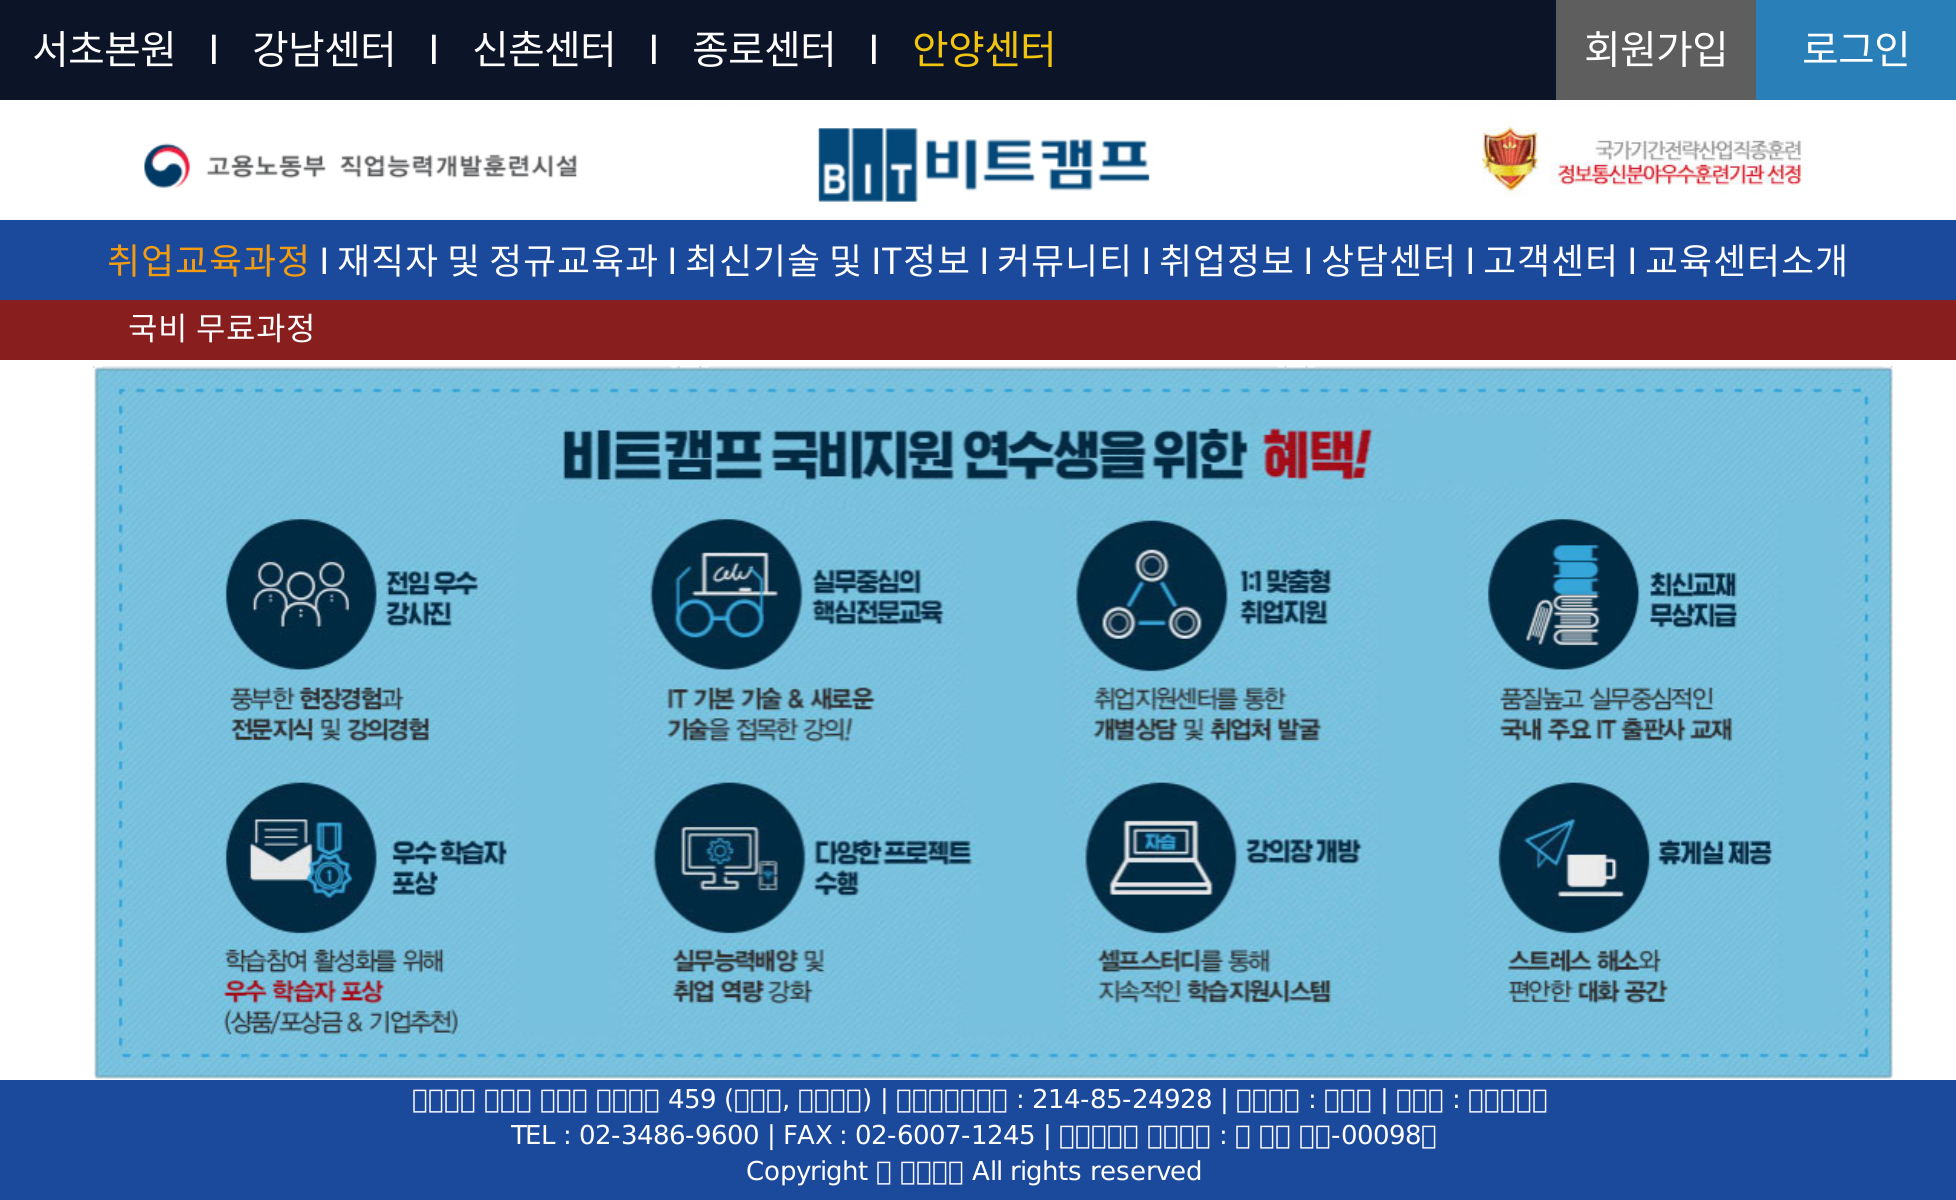 서초본원 I 강남센터 I 신촌센터 I 종로센터 I 안양센터 회원가입 로그인
고용노동부 직업능력개발훈련시설
BIT 비트캠프
국가기간전략산업직종훈련
정보통신분야우수훈련기관 선정
취업교육과정 I 재직자 및 정규교육과 I 최신기술 및 IT정보 I 커뮤니티 I 취업정보 I 상담센터 I 고객센터 I 교육센터소개
국비 무료과정
비트캠프 국비지원 연수생을 위한 혜택!
전임 우수
강사진
풍부한 현장경험과
전문지식 및 강의경험
실무중심의
핵심전문교육
IT 기본 기술 & 새로운
기술을 접목한 강의!
1:1 맞춤형
취업지원
취업지원센터를 통한
개별상담 및 취업처 발굴
최신교재
무상지급
품질높고 실무중심적인
국내 주요 IT 출판사 교재
1
우수 학습자
포상
학습참여 활성화를 위해
우수 학습자 포상
(상품/포상금 & 기업추천)
다양한 프로젝트
수행
실무능력배양 및
취업 역량 강화
자습
강의장 개방
셀프스터디를 통해
지속적인 학습지원시스템
휴게실 제공
스트레스 해소와
편안한 대화 공간
459 ( , ) | : 214-85-24928 | : | :
TEL : 02-3486-9600 | FAX : 02-6007-1245 | : -00098
Copyright All rights reserved